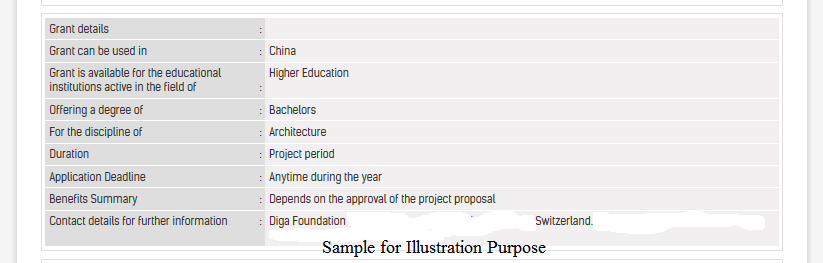 Grant details :
Grant can be used in : China
Grant is available for the educational Higher Education
institutions active in the field of :
Offering a degree of : Bachelors
For the discipline of : Architecture
Duration : Project period
Application Deadline : Anytime during the year
Benefits Summary : Depends on the approval of the project proposal
Contact details for further information : Diga Foundation Switzerland.
Sample for Illustration Purpose